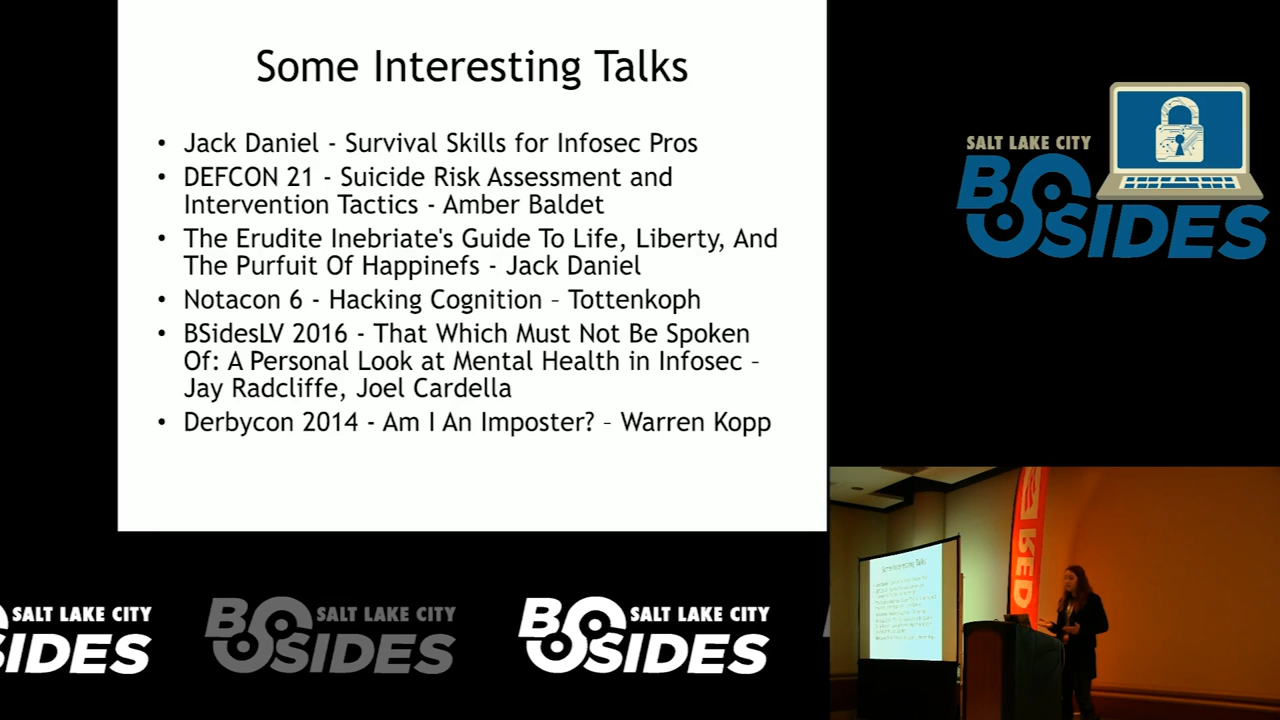 Some Interesting Talks
• Jack Daniel - Survival Skills for Infosec Pros
• DEFCON 21 - Suicide Risk Assessment and
Intervention Tactics - Amber Baldet
• The Erudite Inebriate's Guide To Life, Liberty, And
The Purfuit Of Happinefs - Jack Daniel
• Notacon 6 - Hacking Cognition – Tottenkoph
• BSidesLV 2016 - That Which Must Not Be Spoken
Of: A Personal Look at Mental Health in Infosec –
Jay Radcliffe, Joel Cardella
• Derbycon 2014 - Am I An Imposter? – Warren Kopp
SALT LAKE CITY
BSIDES
RED
Some Interesting Talks
SALT LAKE CITY
SIDES
SALT LAKE CITY
BSIDES
SALT LAKE CITY
BSIDES